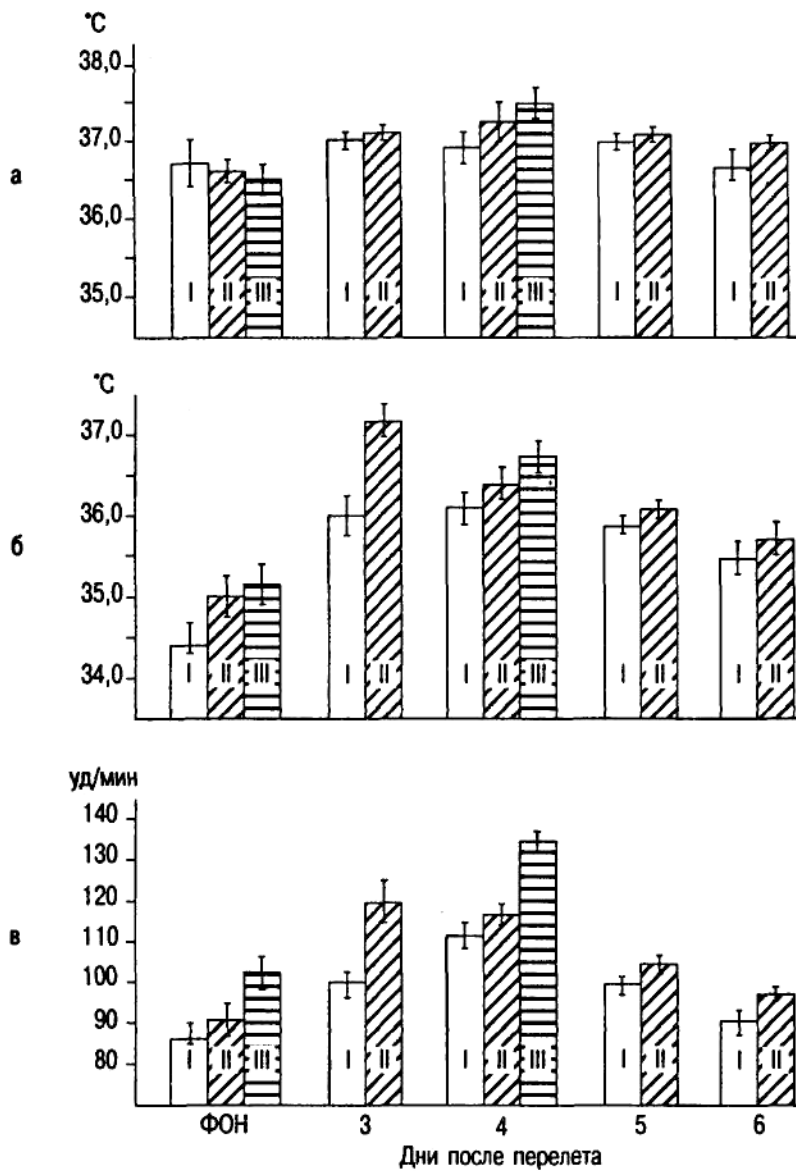 °C
38,0
37,0
а
36,0
35,0
I II III I II I II III I II I II
°C
37,0
36,0
б
35,0
34,0
I II III I II I II III I II I II
уд/мин
140
130
120
в
110
100
90
80
I II III I II I II III I II I II
ФОН 3 4 5 6
Дни после перелета